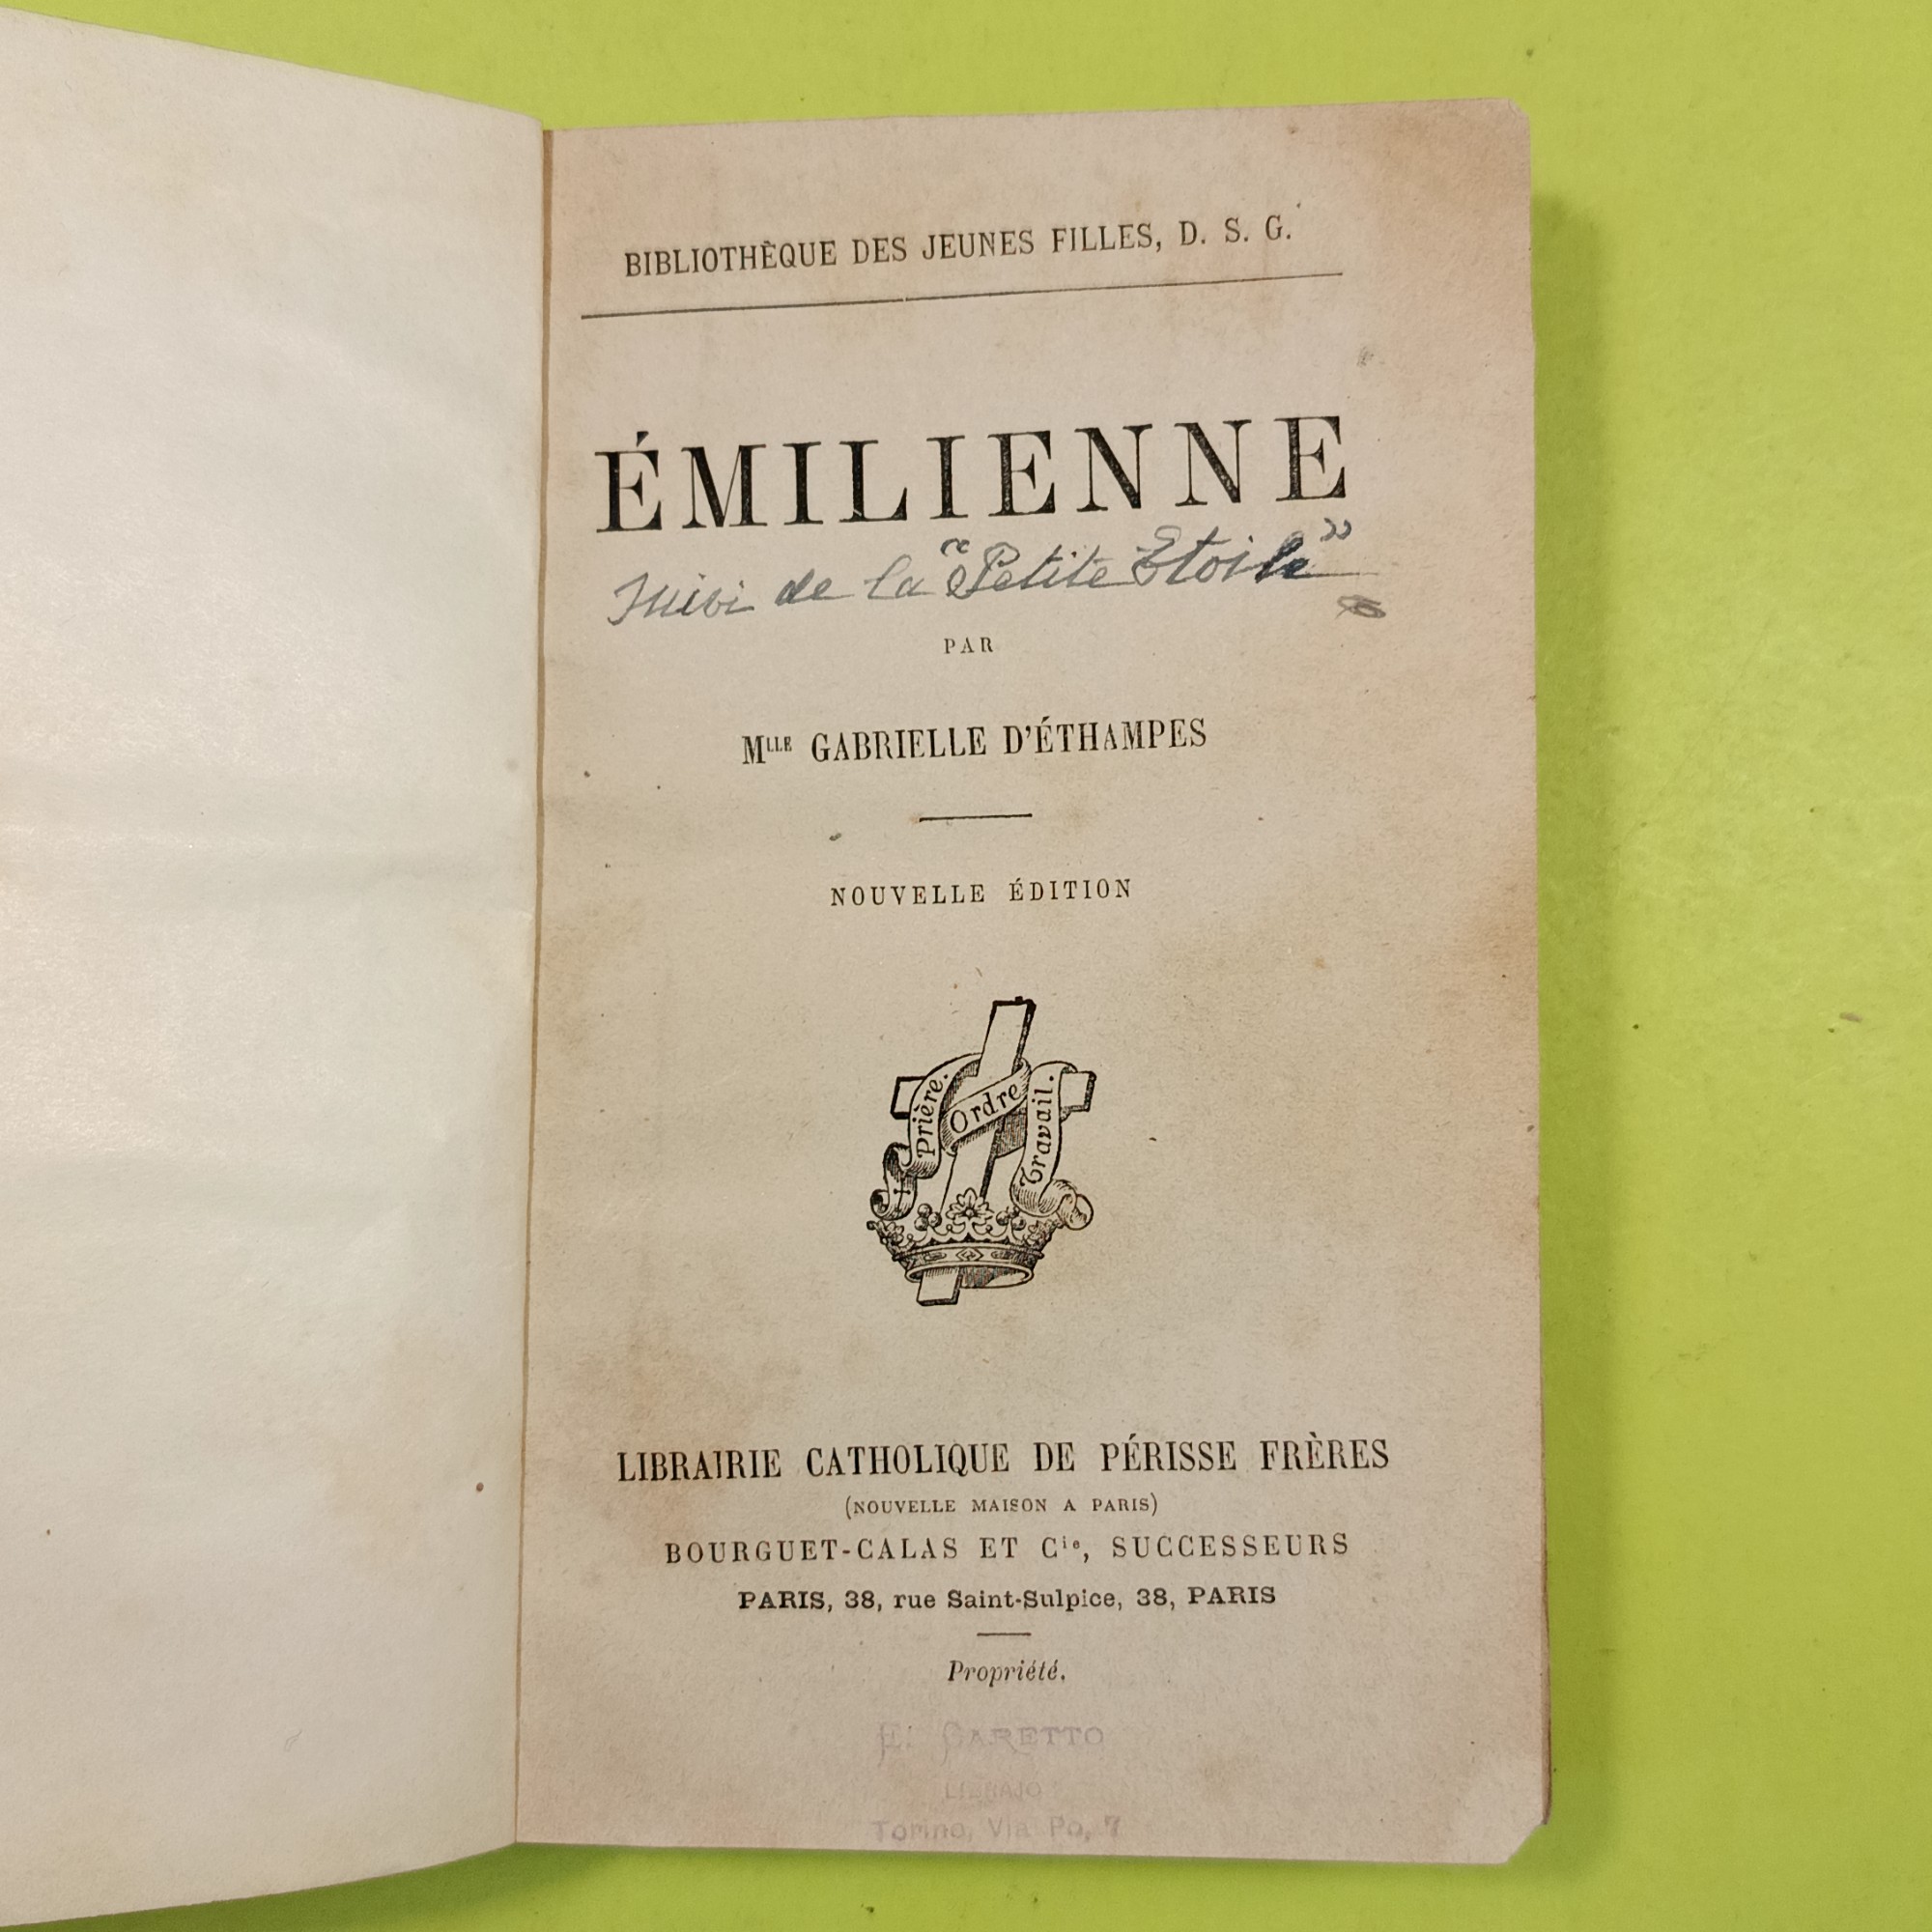 BIBLIOTHÈQUE DES JEUNES FILLES, D. S. G.
ÉMILIENNE
Suivi de la "Petite Etoile"
PAR
Mlle GABRIELLE D'ÉTHAMPES
NOUVELLE ÉDITION
Prière.
Ordre
Travail.
LIBRAIRIE CATHOLIQUE DE PÉRISSE FRÈRES
(NOUVELLE MAISON A PARIS)
BOURGUET-CALAS ET Cie, SUCCESSEURS
PARIS, 38, rue Saint-Sulpice, 38, PARIS
Propriété.
CARETTO
LIBRAJO
Torino, Via Po, 7